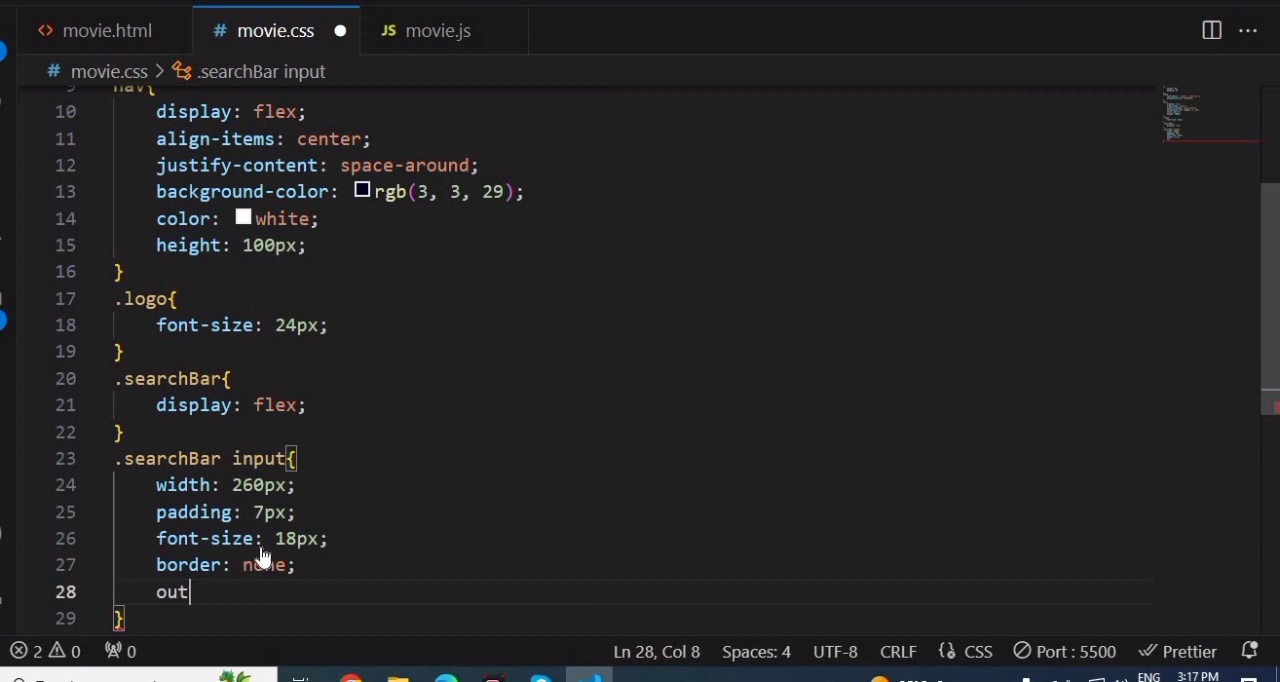 movie.html
# movie.css
JS movie.js
# movie.css > .searchBar input
9 nav{
10 display: flex;
11 align-items: center;
12 justify-content: space-around;
13 background-color: rgb(3, 3, 29);
14 color: white;
15 height: 100px;
16 }
17 .logo{
18 font-size: 24px;
19 }
20 .searchBar{
21 display: flex;
22 }
23 .searchBar input{
24 width: 260px;
25 padding: 7px;
26 font-size: 18px;
27 border: none;
28 out
29 }
2 0 0 Ln 28, Col 8 Spaces: 4 UTF-8 CRLF {} CSS Port : 5500 Prettier
ENG 3:17 PM